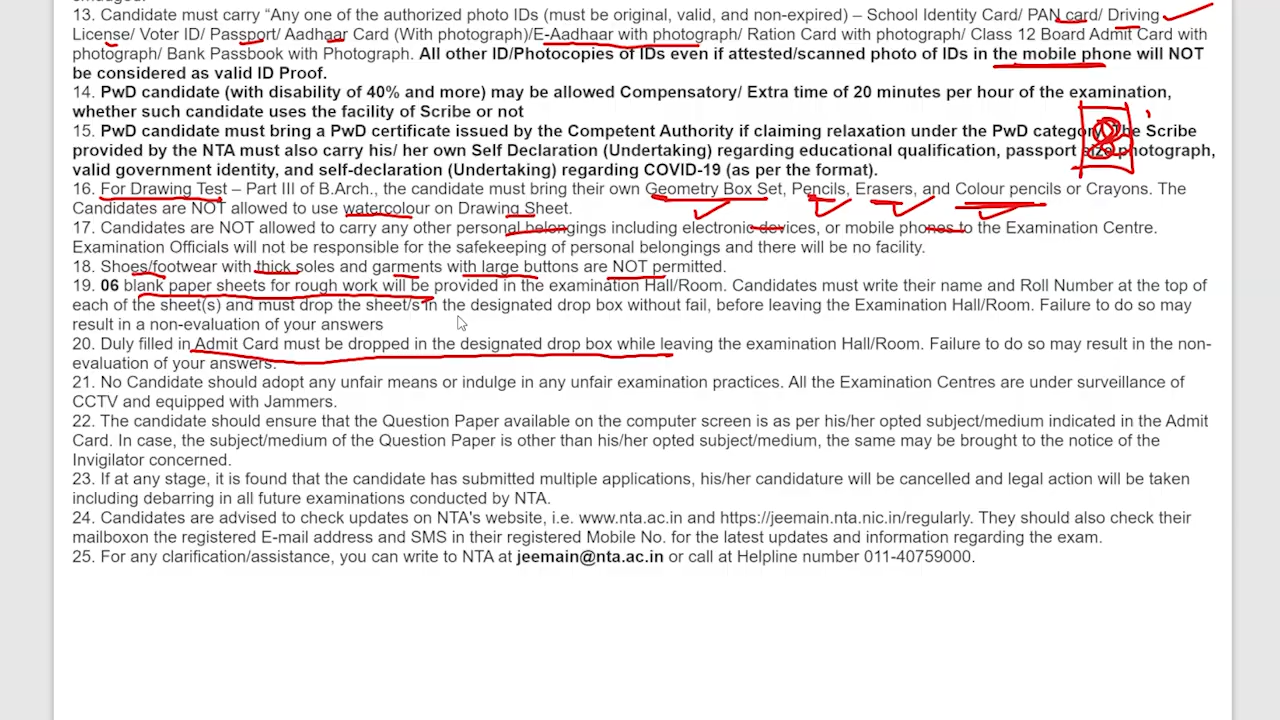 13. Candidate must carry “Any one of the authorized photo IDs (must be original, valid, and non-expired) – School Identity Card/ PAN card/ Driving
License/ Voter ID/ Passport/ Aadhaar Card (With photograph)/E-Aadhaar with photograph/ Ration Card with photograph/ Class 12 Board Admit Card with
photograph/ Bank Passbook with Photograph. All other ID/Photocopies of IDs even if attested/scanned photo of IDs in the mobile phone will NOT
be considered as valid ID Proof.
14. PwD candidate (with disability of 40% and more) may be allowed Compensatory/ Extra time of 20 minutes per hour of the examination,
whether such candidate uses the facility of Scribe or not
15. PwD candidate must bring a PwD certificate issued by the Competent Authority if claiming relaxation under the PwD category. The Scribe
provided by the NTA must also carry his/ her own Self Declaration (Undertaking) regarding educational qualification, passport size photograph,
valid government identity, and self-declaration (Undertaking) regarding COVID-19 (as per the format).
16. For Drawing Test – Part III of B.Arch., the candidate must bring their own Geometry Box Set, Pencils, Erasers, and Colour pencils or Crayons. The
Candidates are NOT allowed to use watercolour on Drawing Sheet.
17. Candidates are NOT allowed to carry any other personal belongings including electronic devices, or mobile phones to the Examination Centre.
Examination Officials will not be responsible for the safekeeping of personal belongings and there will be no facility.
18. Shoes/footwear with thick soles and garments with large buttons are NOT permitted.
19. 06 blank paper sheets for rough work will be provided in the examination Hall/Room. Candidates must write their name and Roll Number at the top of
each of the sheet(s) and must drop the sheet/s in the designated drop box without fail, before leaving the Examination Hall/Room. Failure to do so may
result in a non-evaluation of your answers
20. Duly filled in Admit Card must be dropped in the designated drop box while leaving the examination Hall/Room. Failure to do so may result in the non-
evaluation of your answers.
21. No Candidate should adopt any unfair means or indulge in any unfair examination practices. All the Examination Centres are under surveillance of
CCTV and equipped with Jammers.
22. The candidate should ensure that the Question Paper available on the computer screen is as per his/her opted subject/medium indicated in the Admit
Card. In case, the subject/medium of the Question Paper is other than his/her opted subject/medium, the same may be brought to the notice of the
Invigilator concerned.
23. If at any stage, it is found that the candidate has submitted multiple applications, his/her candidature will be cancelled and legal action will be taken
including debarring in all future examinations conducted by NTA.
24. Candidates are advised to check updates on NTA's website, i.e. www.nta.ac.in and https://jeemain.nta.nic.in/regularly. They should also check their
mailboxon the registered E-mail address and SMS in their registered Mobile No. for the latest updates and information regarding the exam.
25. For any clarification/assistance, you can write to NTA at jeemain@nta.ac.in or call at Helpline number 011-40759000.